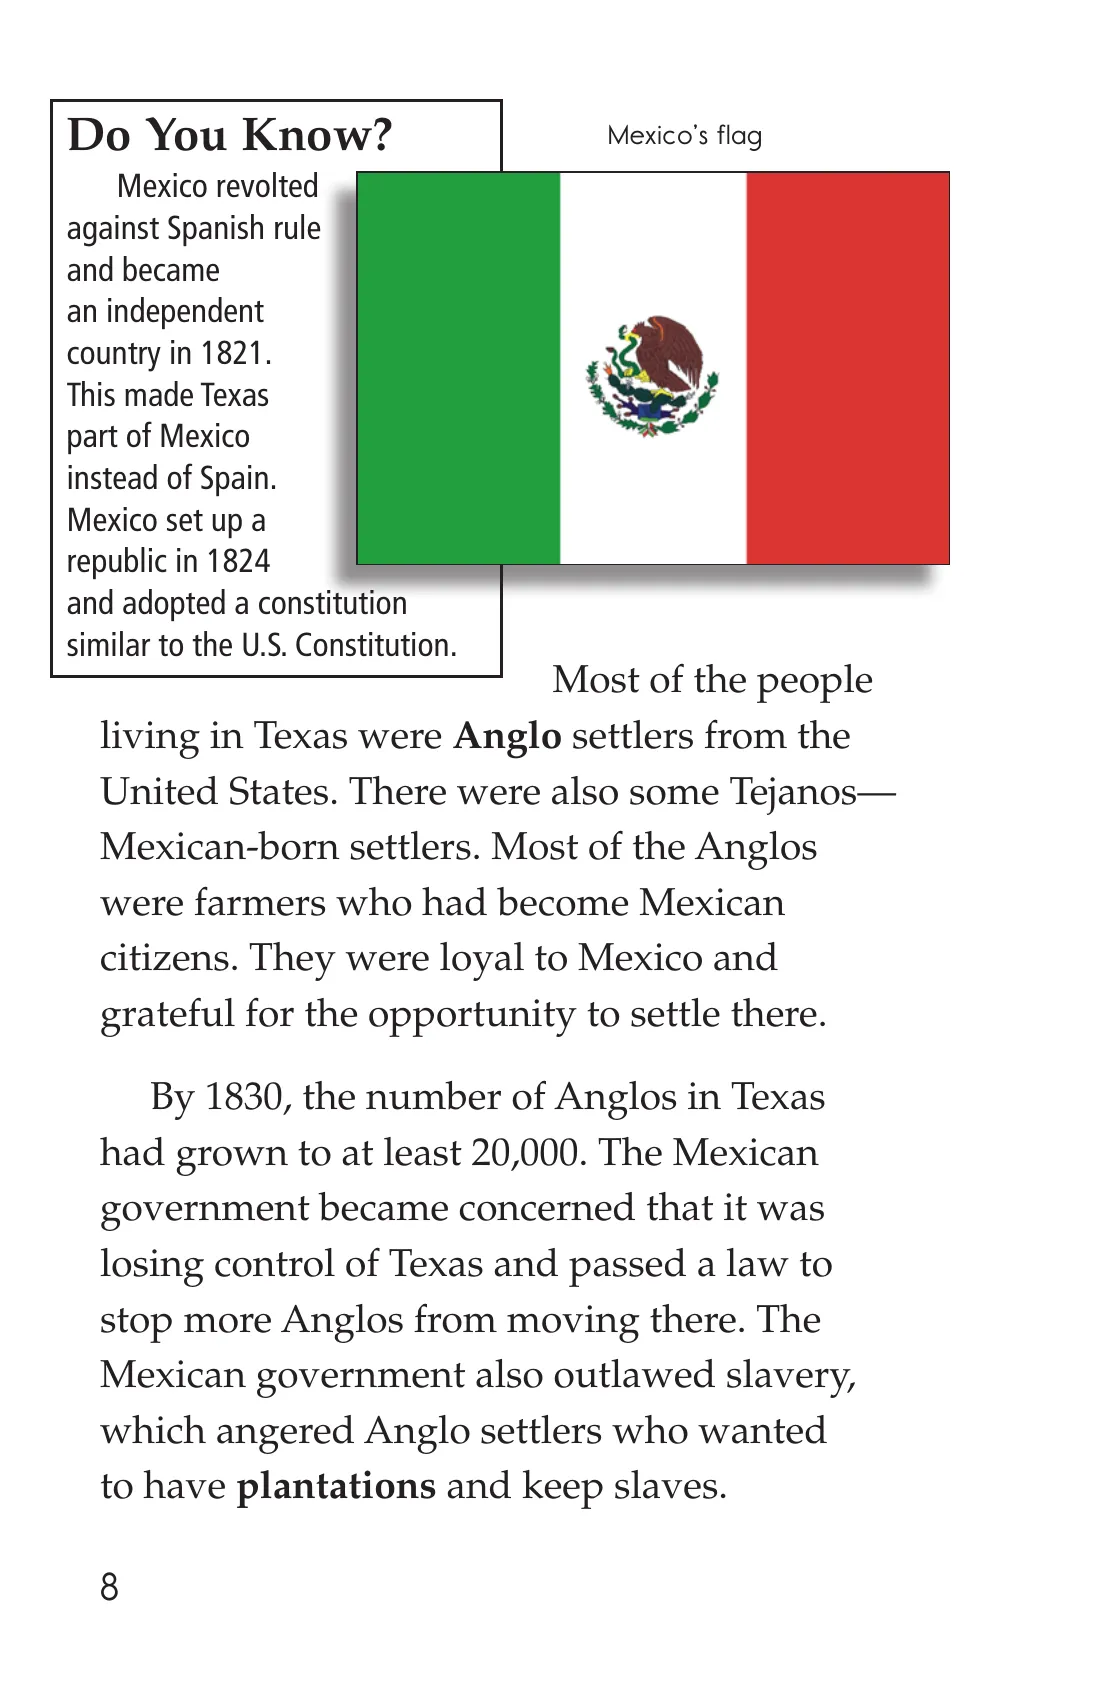 Do You Know?
Mexico revolted
against Spanish rule
and became
an independent
country in 1821.
This made Texas
part of Mexico
instead of Spain.
Mexico set up a
republic in 1824
and adopted a constitution
similar to the U.S. Constitution.
Mexico’s flag
Most of the people
living in Texas were Anglo settlers from the
United States. There were also some Tejanos—
Mexican-born settlers. Most of the Anglos
were farmers who had become Mexican
citizens. They were loyal to Mexico and
grateful for the opportunity to settle there.
By 1830, the number of Anglos in Texas
had grown to at least 20,000. The Mexican
government became concerned that it was
losing control of Texas and passed a law to
stop more Anglos from moving there. The
Mexican government also outlawed slavery,
which angered Anglo settlers who wanted
to have plantations and keep slaves.
8